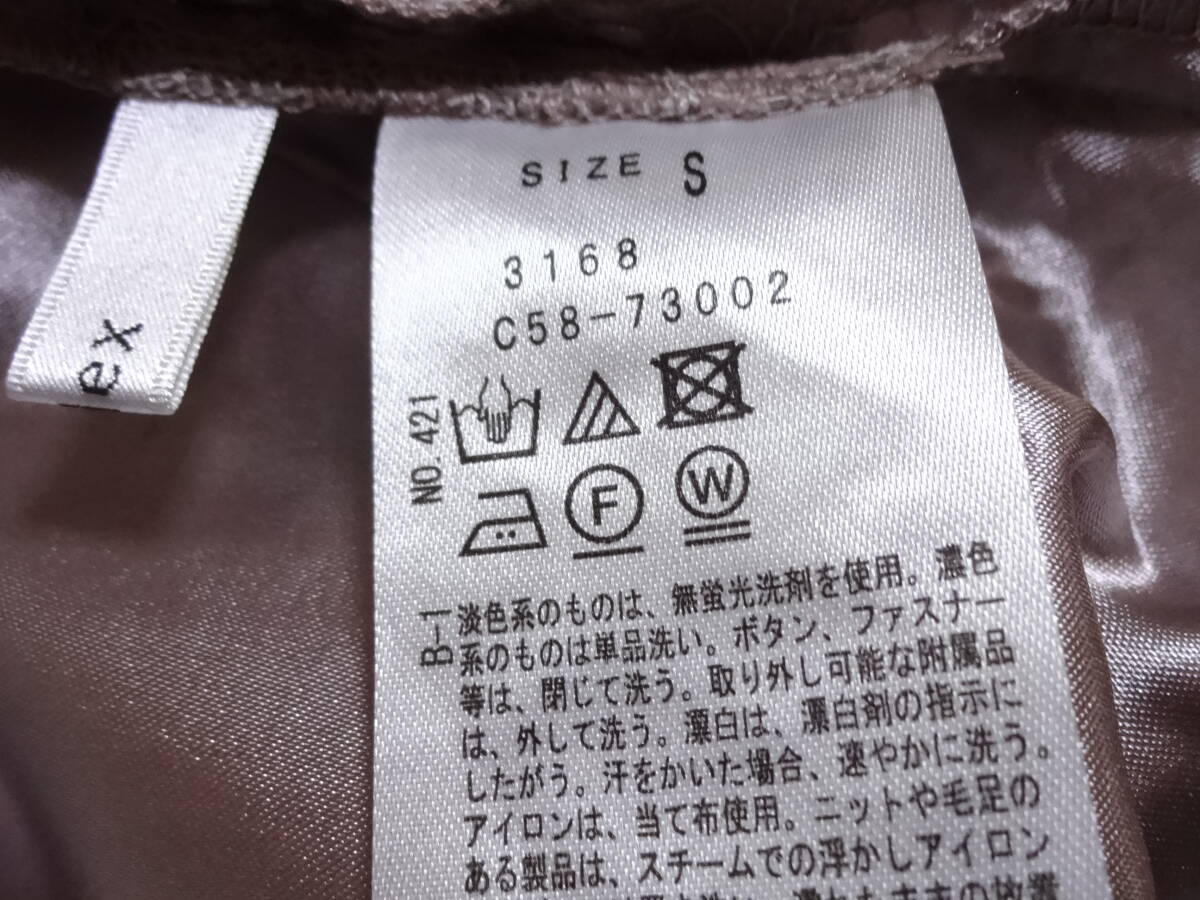 ex
SIZE S
3168
C58-73002
NO.421
F
W
B-1
淡色系のものは、無蛍光洗剤を使用。濃色
系のものは単品洗い。ボタン、ファスナー
等は、閉じて洗う。取り外し可能な附属品
は、外して洗う。漂白は、漂白剤の指示に
したがう。汗をかいた場合、速やかに洗う。
アイロンは、当て布使用。ニットや毛足の
ある製品は、スチームでの浮かしアイロン